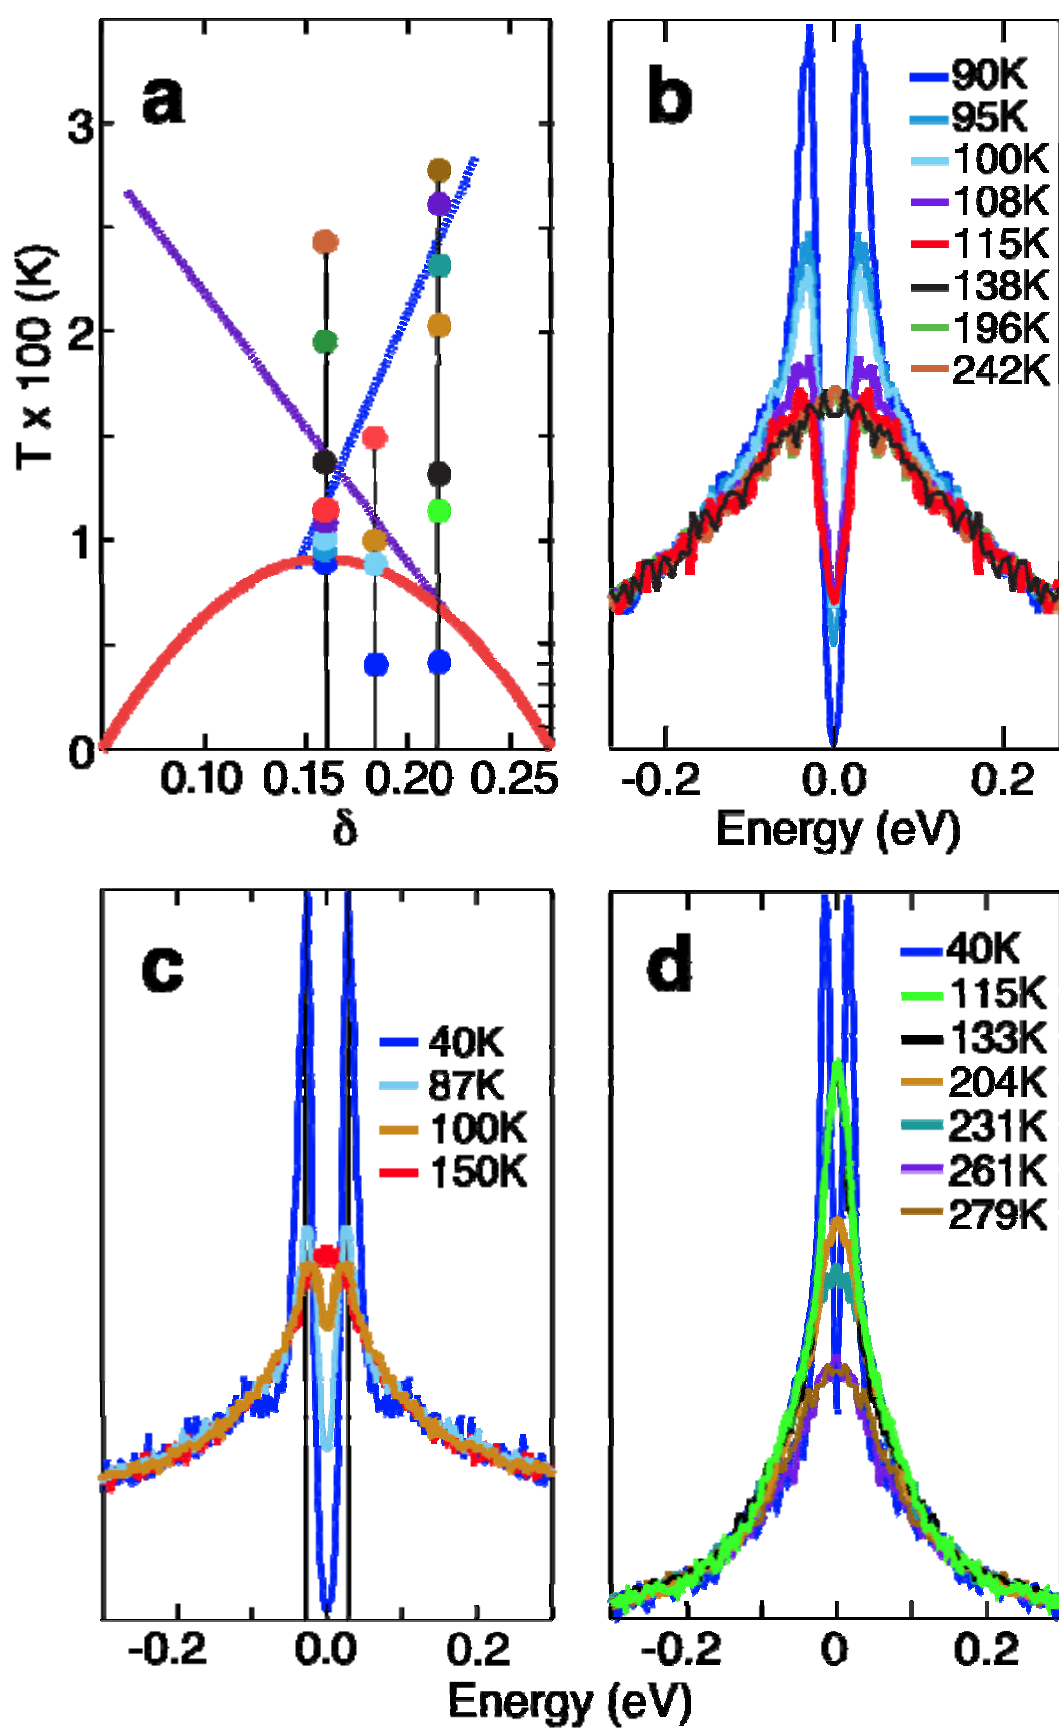 a
3
2
1
0
T x 100 (K)
0.10 0.15 0.20 0.25
δ
b
90K
95K
100K
108K
115K
138K
196K
242K
-0.2 0.0 0.2
Energy (eV)
c
40K
87K
100K
150K
-0.2 0.0 0.2
d
40K
115K
133K
204K
231K
261K
279K
-0.2 0 0.2
Energy (eV)